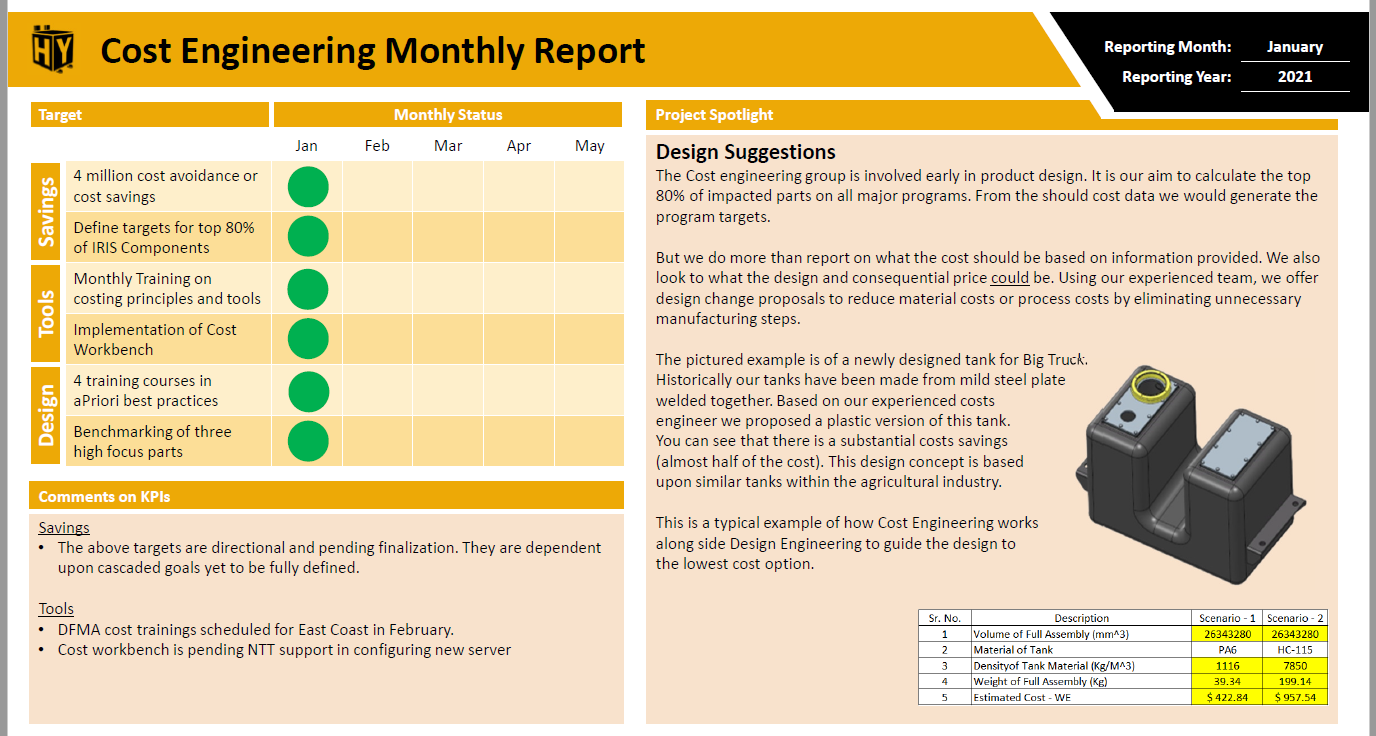 HY
Cost Engineering Monthly Report
Reporting Month: January
Reporting Year: 2021
Target
Monthly Status
Jan Feb Mar Apr May
Savings
4 million cost avoidance or
cost savings
Define targets for top 80%
of IRIS Components
Tools
Monthly Training on
costing principles and tools
Implementation of Cost
Workbench
Design
4 training courses in
aPriori best practices
Benchmarking of three
high focus parts
Comments on KPIs
Savings
• The above targets are directional and pending finalization. They are dependent
upon cascaded goals yet to be fully defined.
Tools
• DFMA cost trainings scheduled for East Coast in February.
• Cost workbench is pending NTT support in configuring new server
Project Spotlight
Design Suggestions
The Cost engineering group is involved early in product design. It is our aim to calculate the top
80% of impacted parts on all major programs. From the should cost data we would generate the
program targets.
But we do more than report on what the cost should be based on information provided. We also
look to what the design and consequential price could be. Using our experienced team, we offer
design change proposals to reduce material costs or process costs by eliminating unnecessary
manufacturing steps.
The pictured example is of a newly designed tank for Big Truck.
Historically our tanks have been made from mild steel plate
welded together. Based on our experienced costs
engineer we proposed a plastic version of this tank.
You can see that there is a substantial costs savings
(almost half of the cost). This design concept is based
upon similar tanks within the agricultural industry.
This is a typical example of how Cost Engineering works
along side Design Engineering to guide the design to
the lowest cost option.
Sr. No. Description Scenario - 1 Scenario - 2
1 Volume of Full Assembly (mm^3) 26343280 26343280
2 Material of Tank PA6 HC-115
3 Densityof Tank Material (Kg/M^3) 1116 7850
4 Weight of Full Assembly (Kg) 39.34 199.14
5 Estimated Cost - WE $ 422.84 $ 957.54